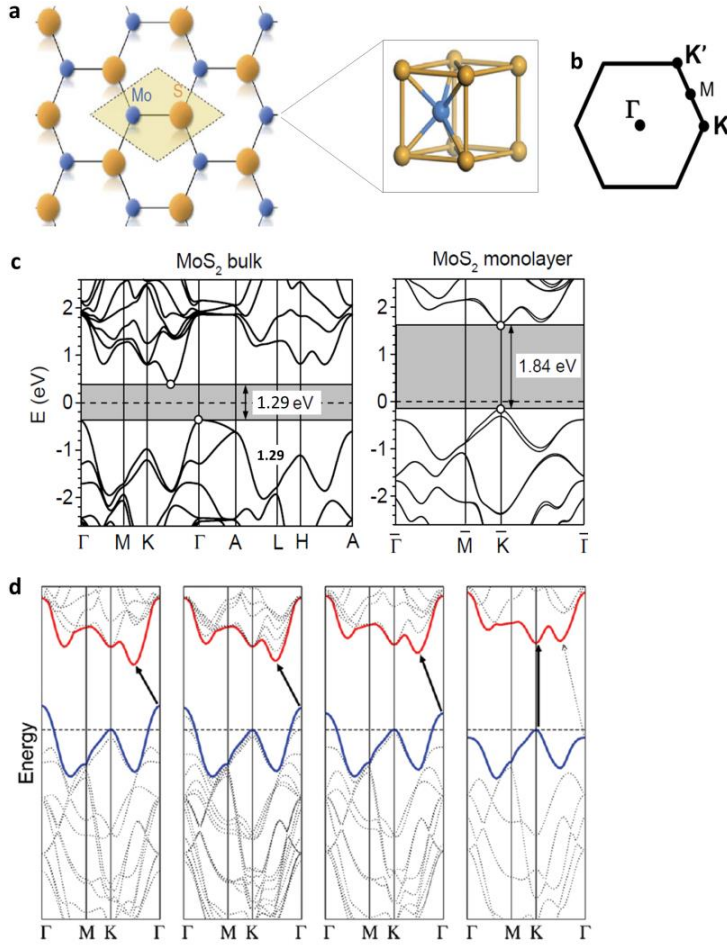 a
Mo
S
b
K'
M
Γ
K
c
MoS₂ bulk
MoS₂ monolayer
E (eV)
2
1
0
-1
-2
1.29 eV
1.29
Γ M K Γ A L H A
2
1
0
-1
-2
1.84 eV
Γ̅ M̅ K̅ Γ̅
d
Energy
Γ M K Γ
Γ M K Γ
Γ M K Γ
Γ M K Γ